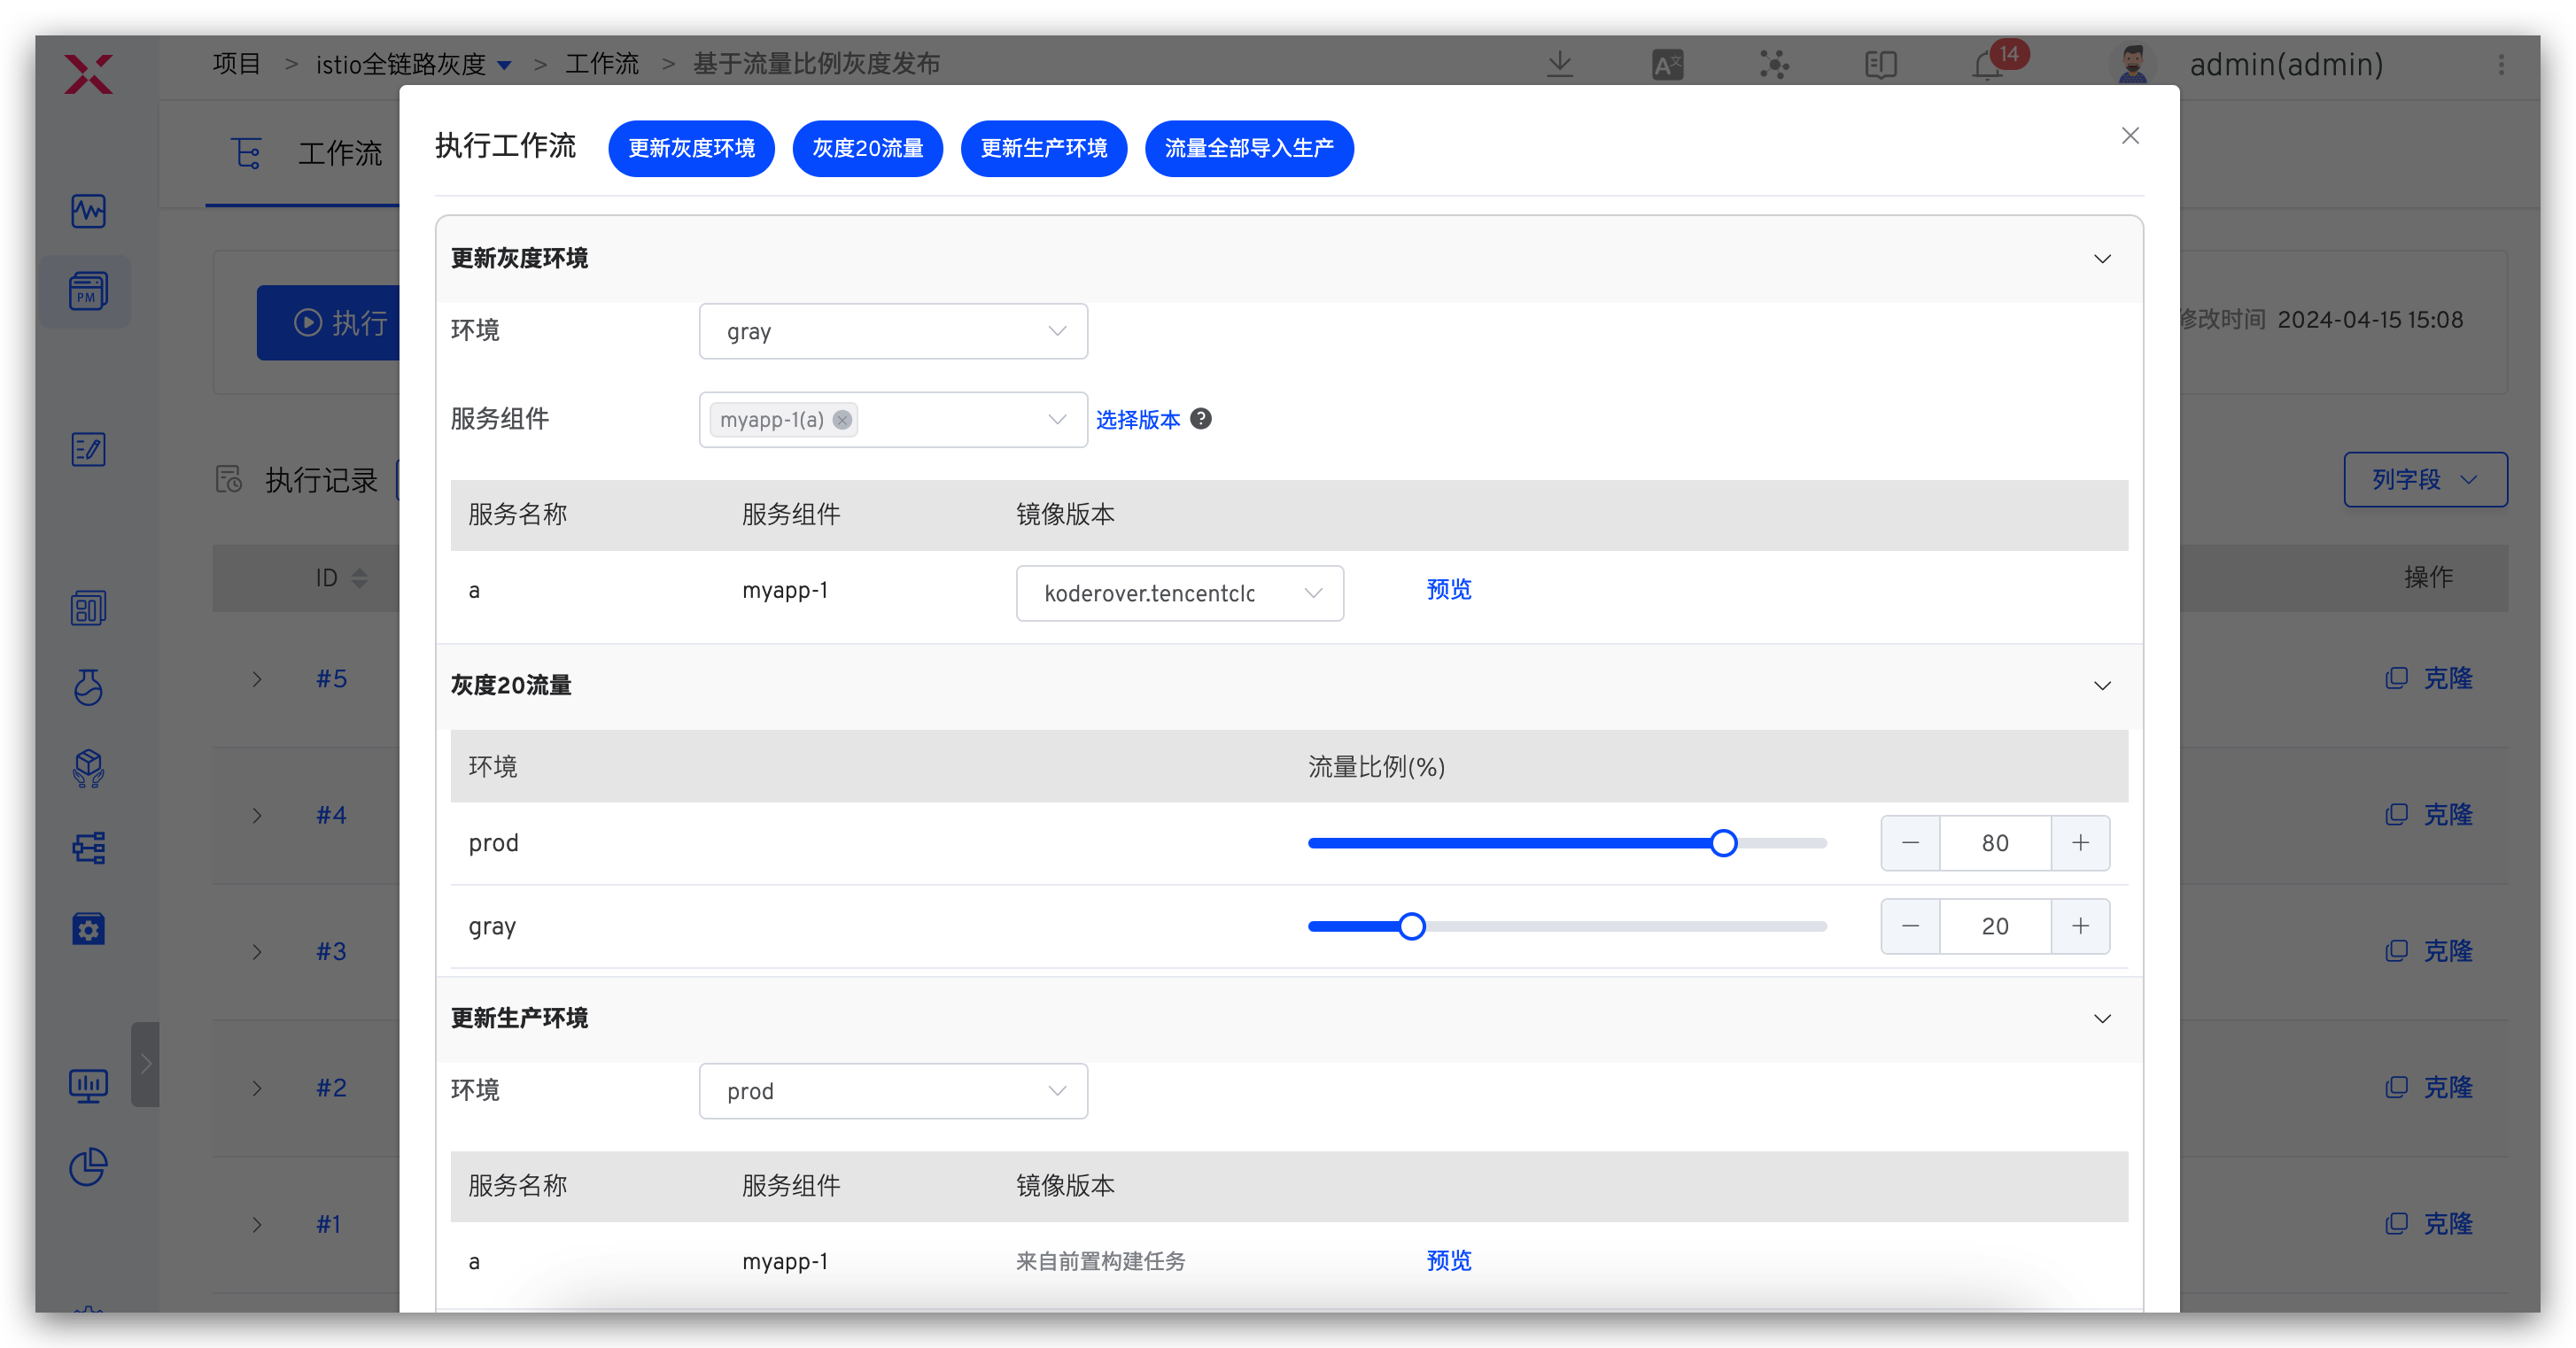 项目 > istio全链路灰度 > 工作流 > 基于流量比例灰度发布
A文
14
admin(admin)
工作流
PM
执行
修改时间 2024-04-15 15:08
执行记录
列字段
ID
操作
#5
克隆
#4
克隆
#3
克隆
#2
克隆
#1
克隆
执行工作流
更新灰度环境
灰度20流量
更新生产环境
流量全部导入生产
更新灰度环境
环境
gray
服务组件
myapp-1(a)
选择版本
?
服务名称 服务组件 镜像版本
a myapp-1 koderover.tencentclc 预览
灰度20流量
环境 流量比例(%)
prod 80
gray 20
更新生产环境
环境
prod
服务名称 服务组件 镜像版本
a myapp-1 来自前置构建任务 预览